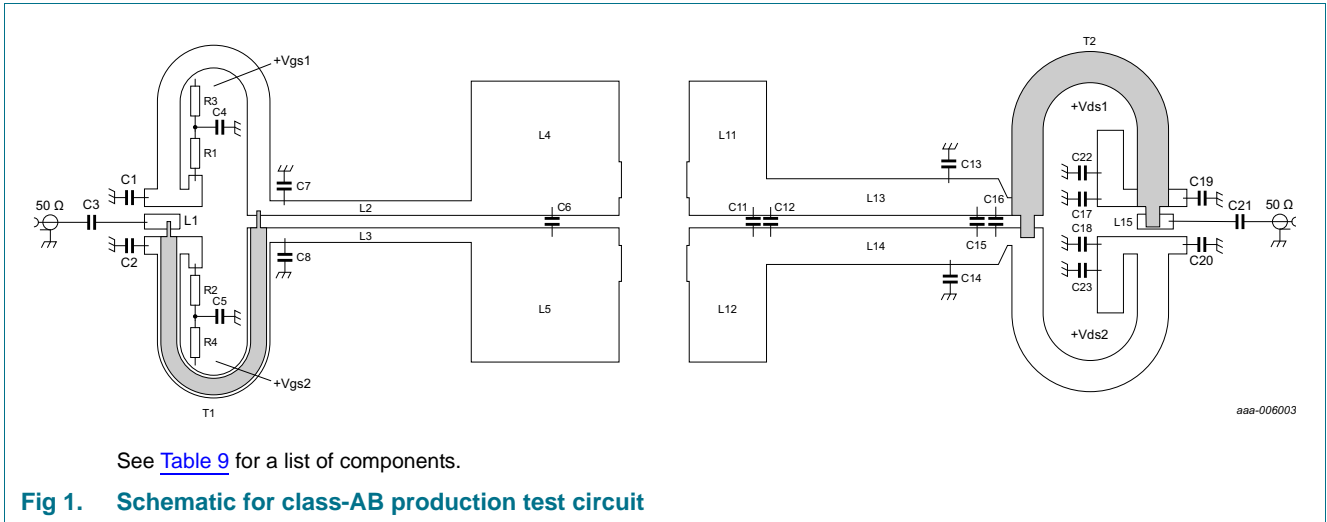 T2
+Vgs1
+Vds1
R3
C4
L4
L11
R1
C22
C13
C1
C7
C19
50 Ω
C3
L13
C17
50 Ω
L1
L2
C6
C11
C12
C16
L15
C21
C18
C2
L3
C8
C15
L14
C20
C14
C23
R2
C5
L5
L12
R4
+Vds2
+Vgs2
T1
aaa-006003
See Table 9 for a list of components.
Fig 1. Schematic for class-AB production test circuit